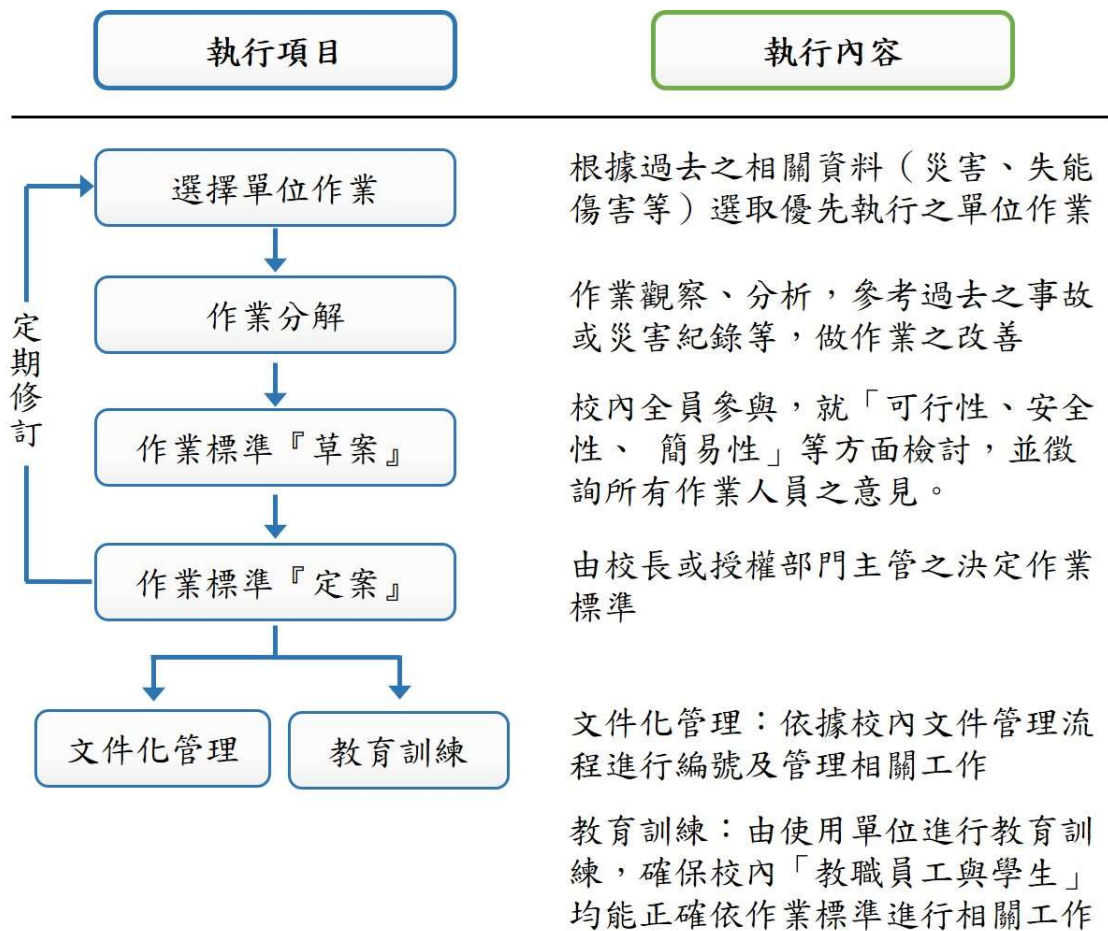 執行項目
執行內容
選擇單位作業
根據過去之相關資料（災害、失能
傷害等）選取優先執行之單位作業
作業分解
作業觀察、分析，參考過去之事故
或災害紀錄等，做作業之改善
定期修訂
作業標準『草案』
校內全員參與，就「可行性、安全
性、 簡易性」等方面檢討，並徵
詢所有作業人員之意見。
作業標準『定案』
由校長或授權部門主管之決定作業
標準
文件化管理
教育訓練
文件化管理：依據校內文件管理流
程進行編號及管理相關工作
教育訓練：由使用單位進行教育訓
練，確保校內「教職員工與學生」
均能正確依作業標準進行相關工作